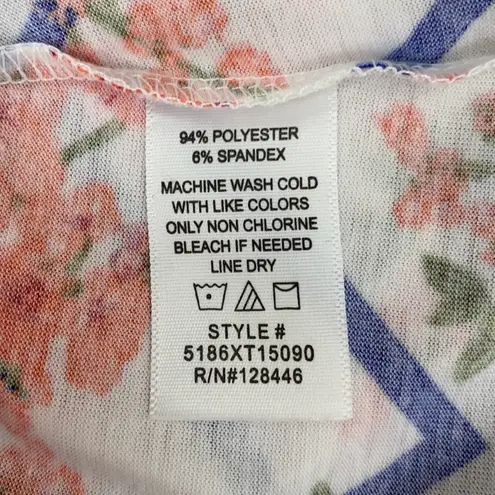 94% POLYESTER
6% SPANDEX
MACHINE WASH COLD
WITH LIKE COLORS
ONLY NON CHLORINE
BLEACH IF NEEDED
LINE DRY
STYLE #
5186XT15090
R/N#128446